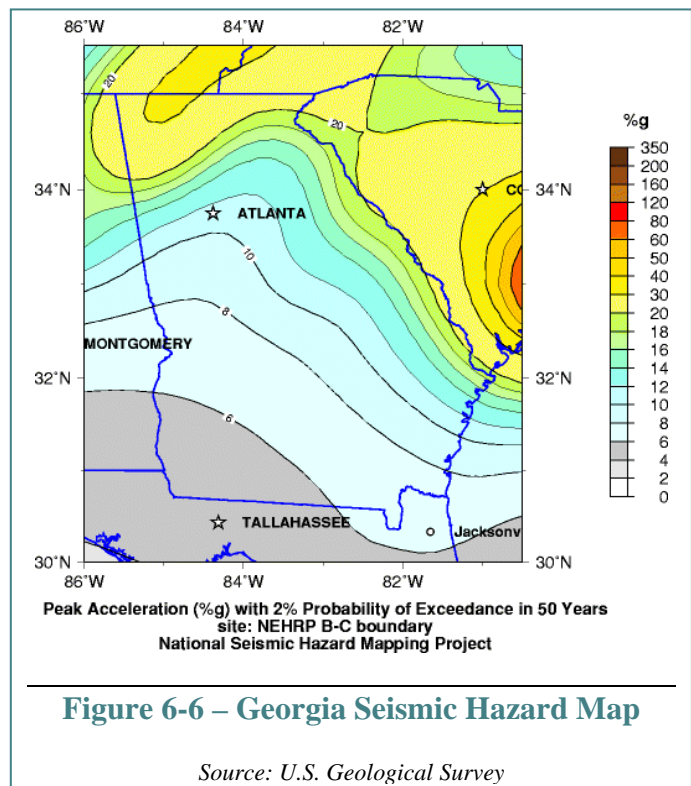 86°W 84°W 82°W
%g
20
20
350
200
160
120
80
60
50
40
30
20
18
16
14
12
10
8
6
4
2
0
34°N 34°N
CO
ATLANTA
10
8
MONTGOMERY
32°N 32°N
6
TALLAHASSEE
Jacksonv
30°N 30°N
86°W 84°W 82°W
Peak Acceleration (%g) with 2% Probability of Exceedance in 50 Years
site: NEHRP B-C boundary
National Seismic Hazard Mapping Project
Figure 6-6 – Georgia Seismic Hazard Map
Source: U.S. Geological Survey